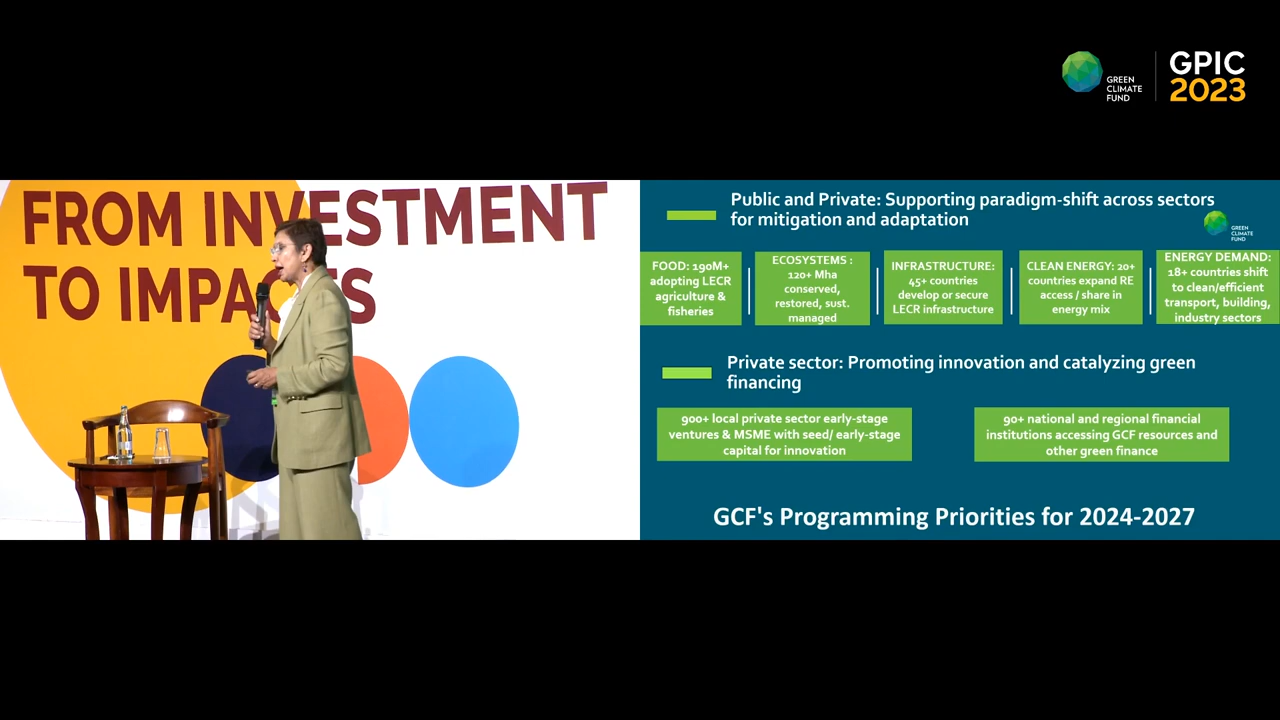 GREEN
CLIMATE
FUND
GPIC
2023
FROM INVESTMENT
TO IMPACTS
Public and Private: Supporting paradigm-shift across sectors
for mitigation and adaptation
GREEN
CLIMATE
FUND
FOOD: 190M+
adopting LECR
agriculture &
fisheries
ECOSYSTEMS :
120+ Mha
conserved,
restored, sust.
managed
INFRASTRUCTURE:
45+ countries
develop or secure
LECR infrastructure
CLEAN ENERGY: 20+
countries expand RE
access / share in
energy mix
ENERGY DEMAND:
18+ countries shift
to clean/efficient
transport, building,
industry sectors
Private sector: Promoting innovation and catalyzing green
financing
900+ local private sector early-stage
ventures & MSME with seed/ early-stage
capital for innovation
90+ national and regional financial
institutions accessing GCF resources and
other green finance
GCF's Programming Priorities for 2024-2027